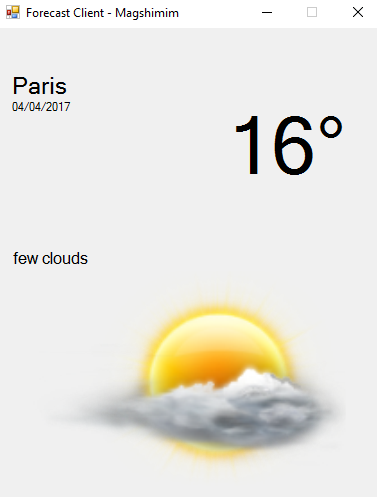 Forecast Client - Magshimim
Paris
04/04/2017
16°
few clouds